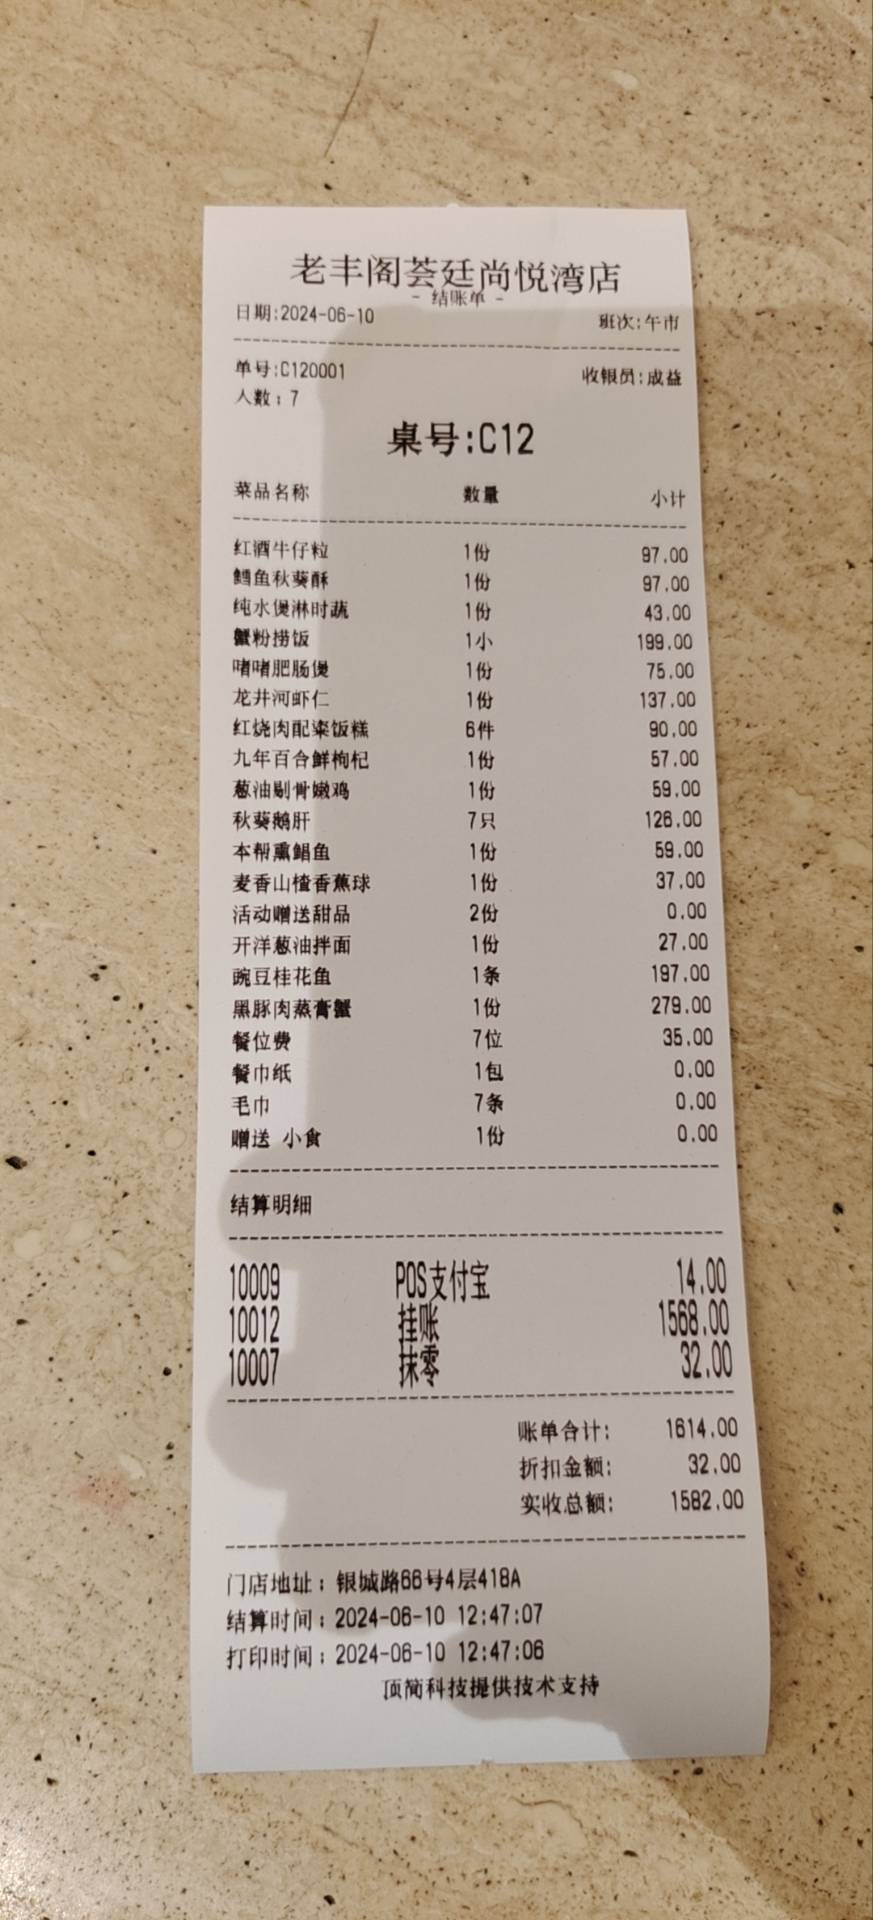 老丰阁荟廷尚悦湾店
- 结账单 -
日期:2024-06-10 班次:午市
单号:C120001 收银员:成益
人数:7
桌号:C12
菜品名称 数量 小计
红酒牛仔粒 1份 97.00
鳕鱼秋葵酥 1份 97.00
纯水煲淋时蔬 1份 43.00
蟹粉捞饭 1小 199.00
啫啫肥肠煲 1份 75.00
龙井河虾仁 1份 137.00
红烧肉配粢饭糕 6件 90.00
九年百合鲜枸杞 1份 57.00
葱油剔骨嫩鸡 1份 59.00
秋葵鹅肝 7只 126.00
本帮熏鲳鱼 1份 59.00
麦香山楂香蕉球 1份 37.00
活动赠送甜品 2份 0.00
开洋葱油拌面 1份 27.00
豌豆桂花鱼 1条 197.00
黑豚肉蒸膏蟹 1份 279.00
餐位费 7位 35.00
餐巾纸 1包 0.00
毛巾 7条 0.00
赠送 小食 1份 0.00
结算明细
10009 POS支付宝 14.00
10012 挂账 1568.00
10007 抹零 32.00
账单合计: 1614.00
折扣金额: 32.00
实收总额: 1582.00
门店地址:银城路66号4层418A
结算时间:2024-06-10 12:47:07
打印时间:2024-06-10 12:47:06
顶简科技提供技术支持